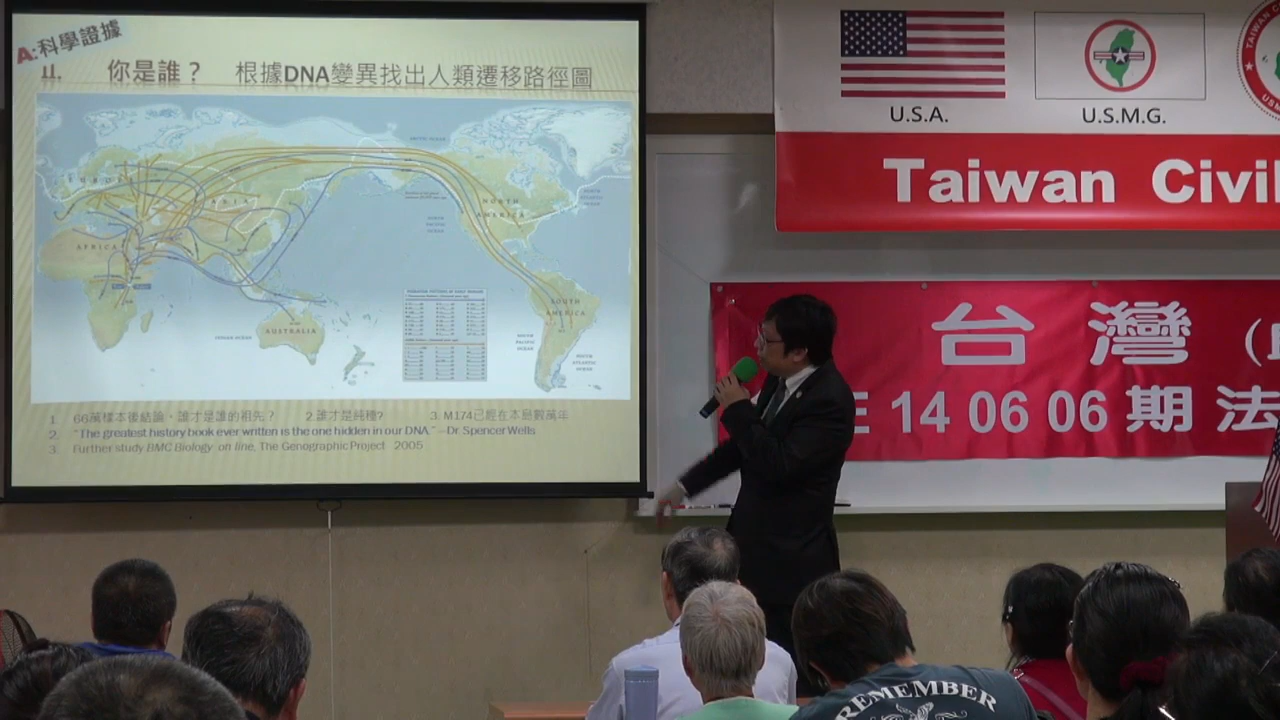 A:科學證據
II. 你是誰? 根據DNA變異找出人類遷移路徑圖
EUROPE
ASIA
AFRICA
NORTH AMERICA
SOUTH AMERICA
AUSTRALIA
1. 66萬樣本後結論,誰才是誰的祖先? 2.誰才是純種? 3. M174已經在本島數萬年
2. "The greatest history book ever written is the one hidden in our DNA." –Dr. Spencer Wells
3 Further study BMC Biology on line, The Genographic Project 2005
U.S.A.
U.S.M.G.
TAIWAN
Taiwan Civil
台灣
14 06 06 期 法
REMEMBER